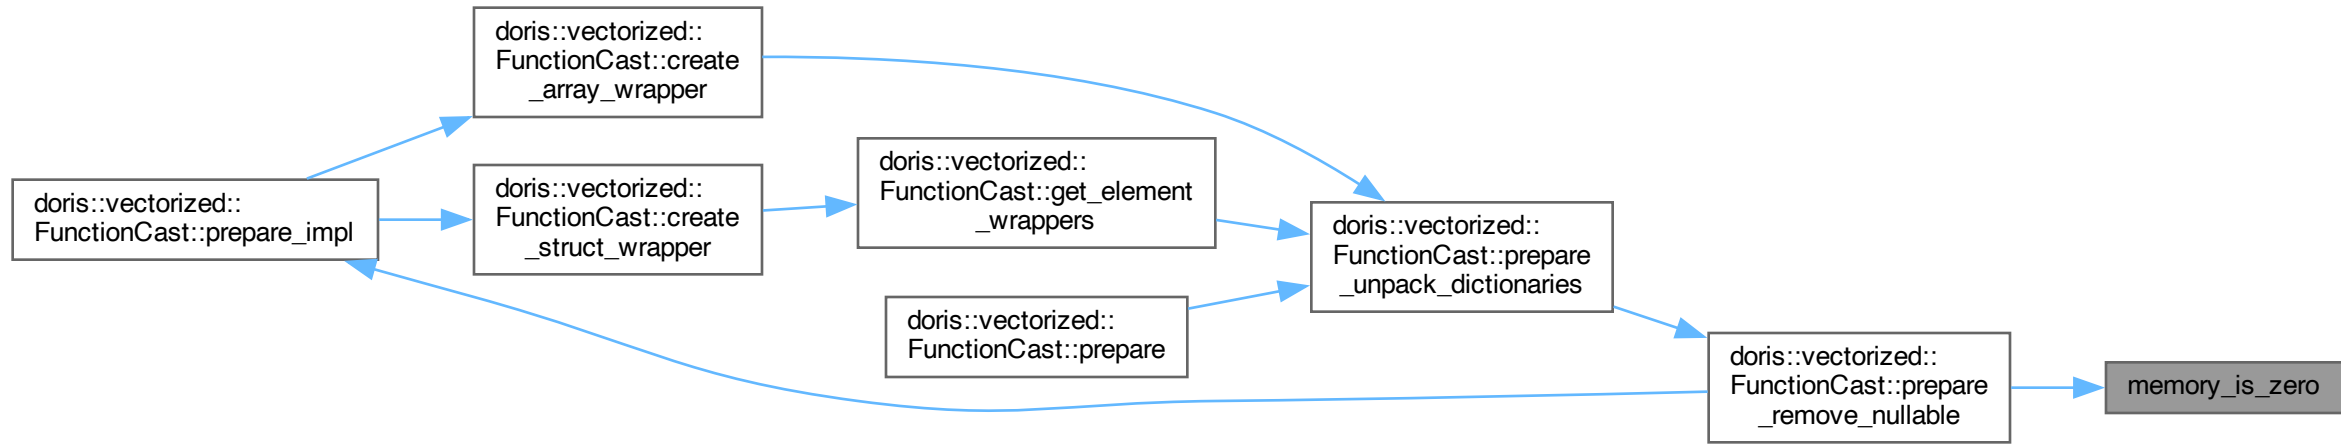 doris::vectorized::
FunctionCast::create
_array_wrapper
doris::vectorized::
FunctionCast::prepare_impl
doris::vectorized::
FunctionCast::create
_struct_wrapper
doris::vectorized::
FunctionCast::get_element
_wrappers
doris::vectorized::
FunctionCast::prepare
doris::vectorized::
FunctionCast::prepare
_unpack_dictionaries
doris::vectorized::
FunctionCast::prepare
_remove_nullable
memory_is_zero